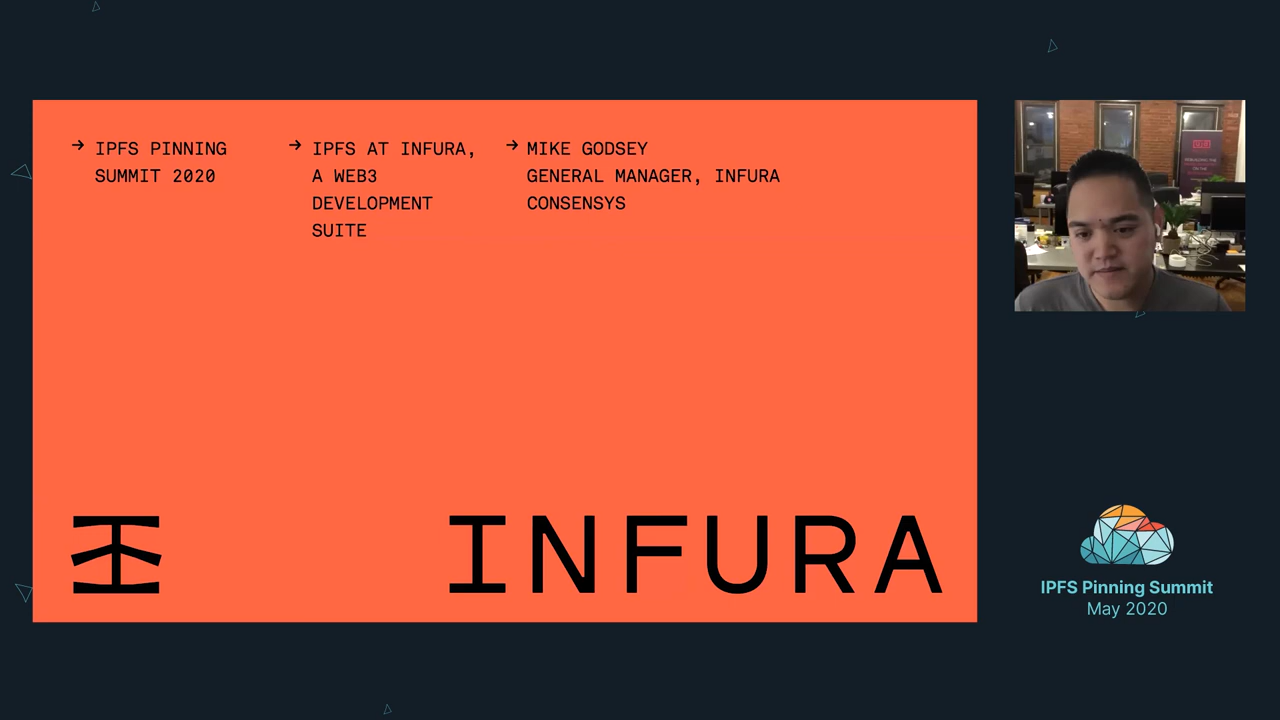 → IPFS PINNING
SUMMIT 2020
→ IPFS AT INFURA,
A WEB3
DEVELOPMENT
SUITE
→ MIKE GODSEY
GENERAL MANAGER, INFURA
CONSENSYS
INFURA
IPFS Pinning Summit
May 2020